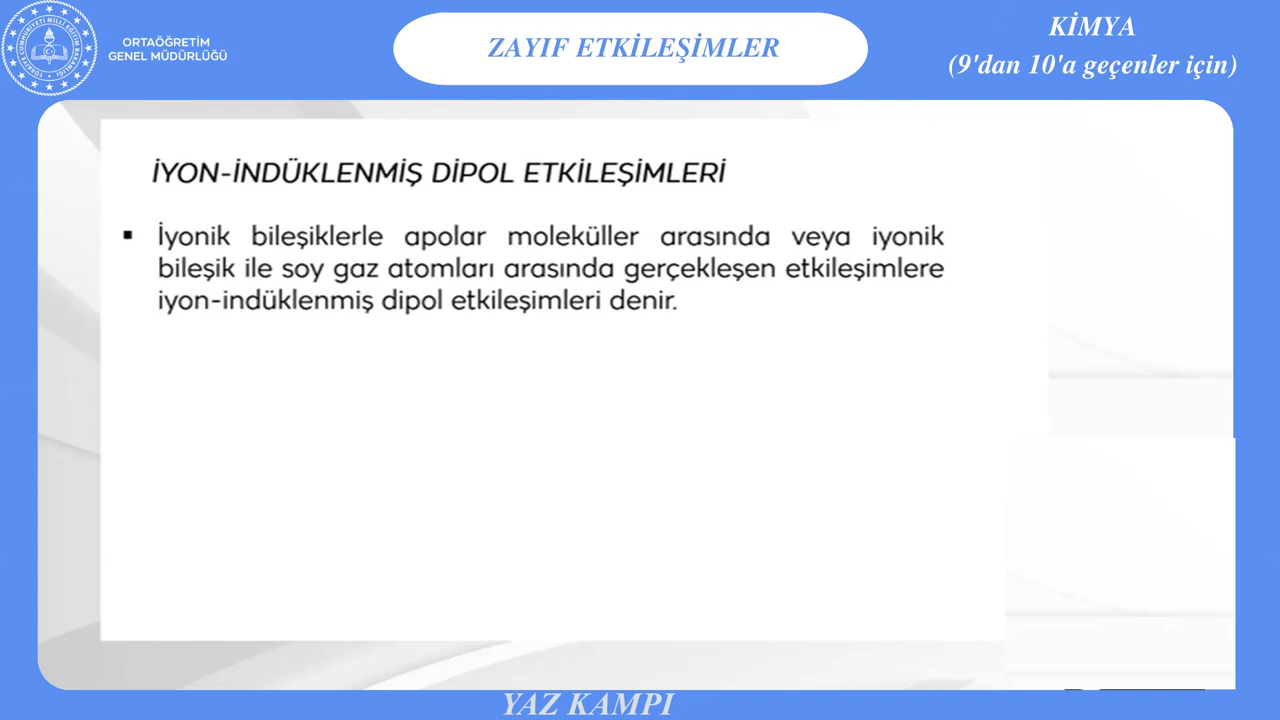 ORTAÖĞRETİM
GENEL MÜDÜRLÜĞÜ
ZAYIF ETKİLEŞİMLER
KİMYA
(9'dan 10'a geçenler için)
İYON-İNDÜKLENMİŞ DİPOL ETKİLEŞİMLERİ
▪ İyonik bileşiklerle apolar moleküller arasında veya iyonik
bileşik ile soy gaz atomları arasında gerçekleşen etkileşimlere
iyon-indüklenmiş dipol etkileşimleri denir.
YAZ KAMPI